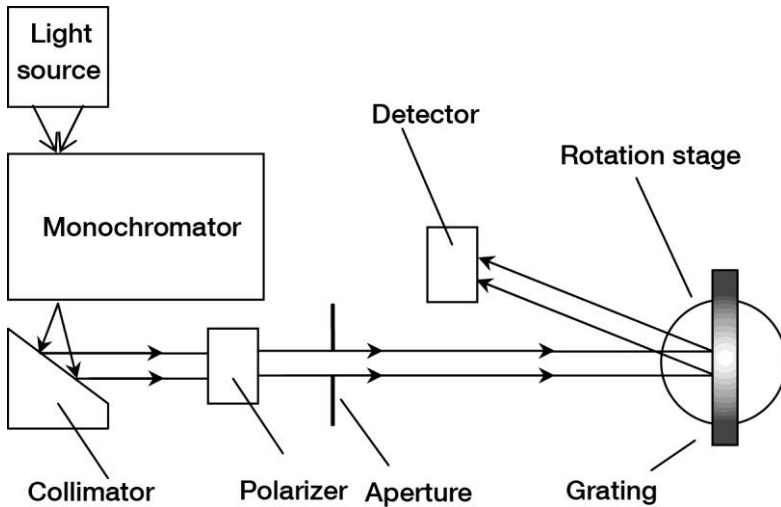 Light
source
Detector
Rotation stage
Monochromator
Collimator
Polarizer
Aperture
Grating